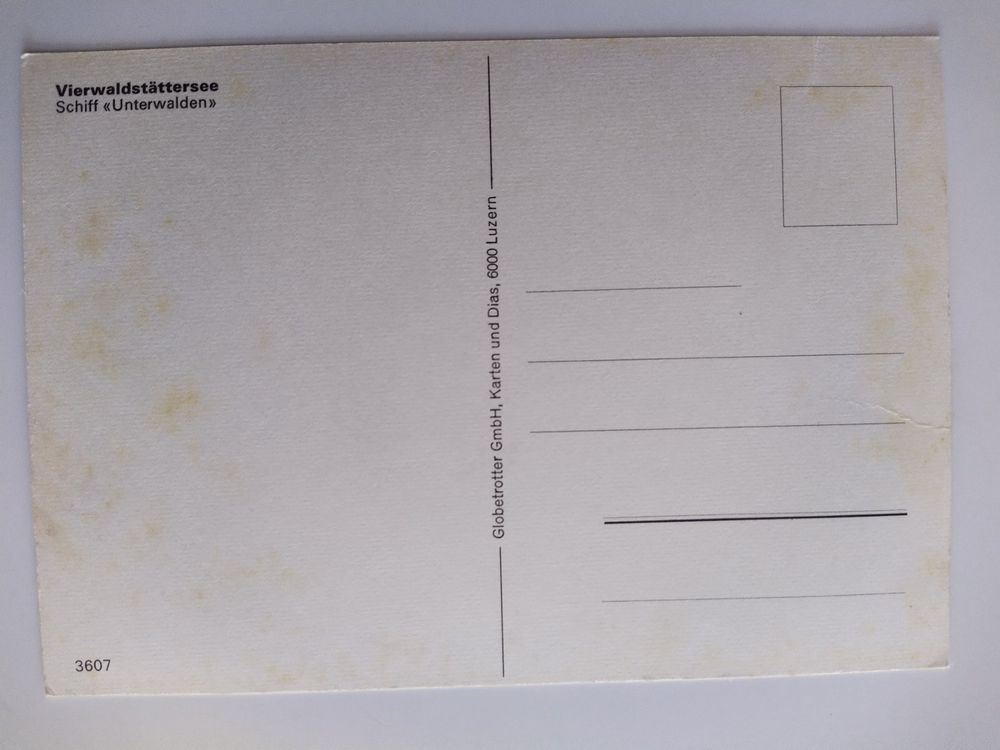 Vierwaldstättersee
Schiff «Unterwalden»
Globetrotter GmbH, Karten und Dias, 6000 Luzern
3607